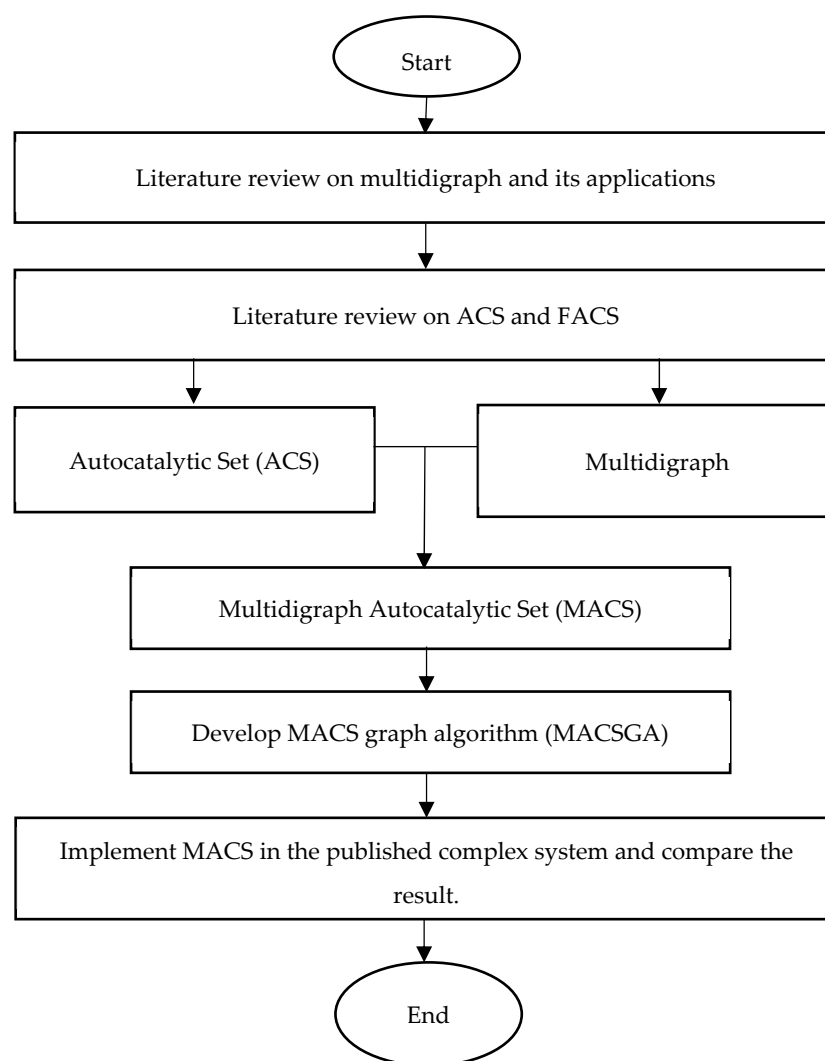 Start
Literature review on multidigraph and its applications
Literature review on ACS and FACS
Autocatalytic Set (ACS)
Multidigraph
Multidigraph Autocatalytic Set (MACS)
Develop MACS graph algorithm (MACSGA)
Implement MACS in the published complex system and compare the
result.
End